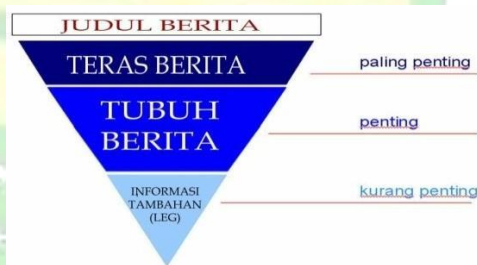 JUDUL BERITA
TERAS BERITA
paling penting
TUBUH
BERITA
penting
INFORMASI
TAMBAHAN
(LEG)
kurang penting